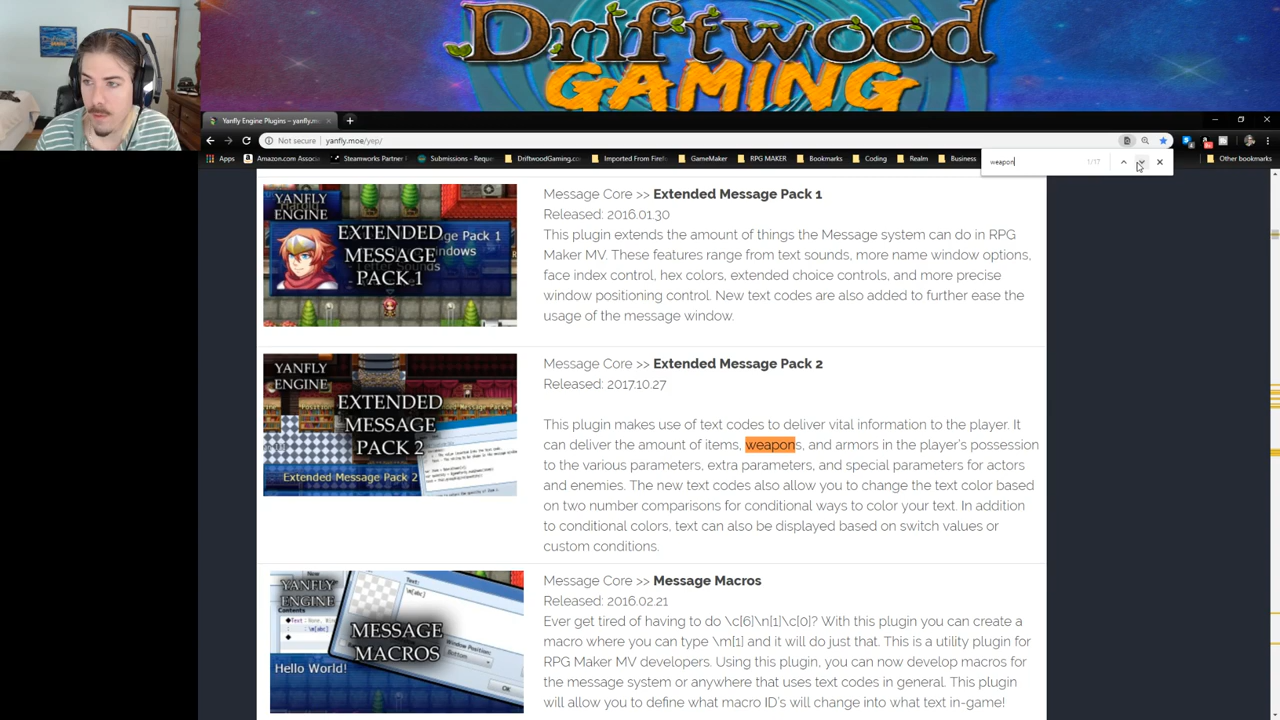 Driftwood
GAMING
Yanfly Engine Plugins – yanfly.m
Not secure
yanfly.moe/yep/
Apps
Amazon.com Associ
Steamworks Partner
Submissions - Reque
DriftwoodGaming.co
Imported From Firef
GameMaker
RPG MAKER
Bookmarks
Coding
Realm
Business
Other bookmarks
weapon
1/17
YANFLY
ENGINE
EXTENDED
MESSAGE
PACK 1
Message Core >> Extended Message Pack 1
Released: 2016.01.30
This plugin extends the amount of things the Message system can do in RPG
Maker MV. These features range from text sounds, more name window options,
face index control, hex colors, extended choice controls, and more precise
window positioning control. New text codes are also added to further ease the
usage of the message window.
YANFLY
ENGINE
EXTENDED
MESSAGE
PACK 2
Extended Message Pack 2
Message Core >> Extended Message Pack 2
Released: 2017.10.27
This plugin makes use of text codes to deliver vital information to the player. It
can deliver the amount of items, weapons, and armors in the player's possession
to the various parameters, extra parameters, and special parameters for actors
and enemies. The new text codes also allow you to change the text color based
on two number comparisons for conditional ways to color your text. In addition
to conditional colors, text can also be displayed based on switch values or
custom conditions.
YANFLY
ENGINE
Contents
Text:
\m[abc]
MESSAGE
MACROS
Window Position:
Bottom
OK
Hello World!
Message Core >> Message Macros
Released: 2016.02.21
Ever get tired of having to do \c[6]\n[1]\c[0]? With this plugin you can create a
macro where you can type \m[1] and it will do just that. This is a utility plugin for
RPG Maker MV developers. Using this plugin, you can now develop macros for
the message system or anywhere that uses text codes in general. This plugin
will allow you to define what macro ID's will change into what text in-game!